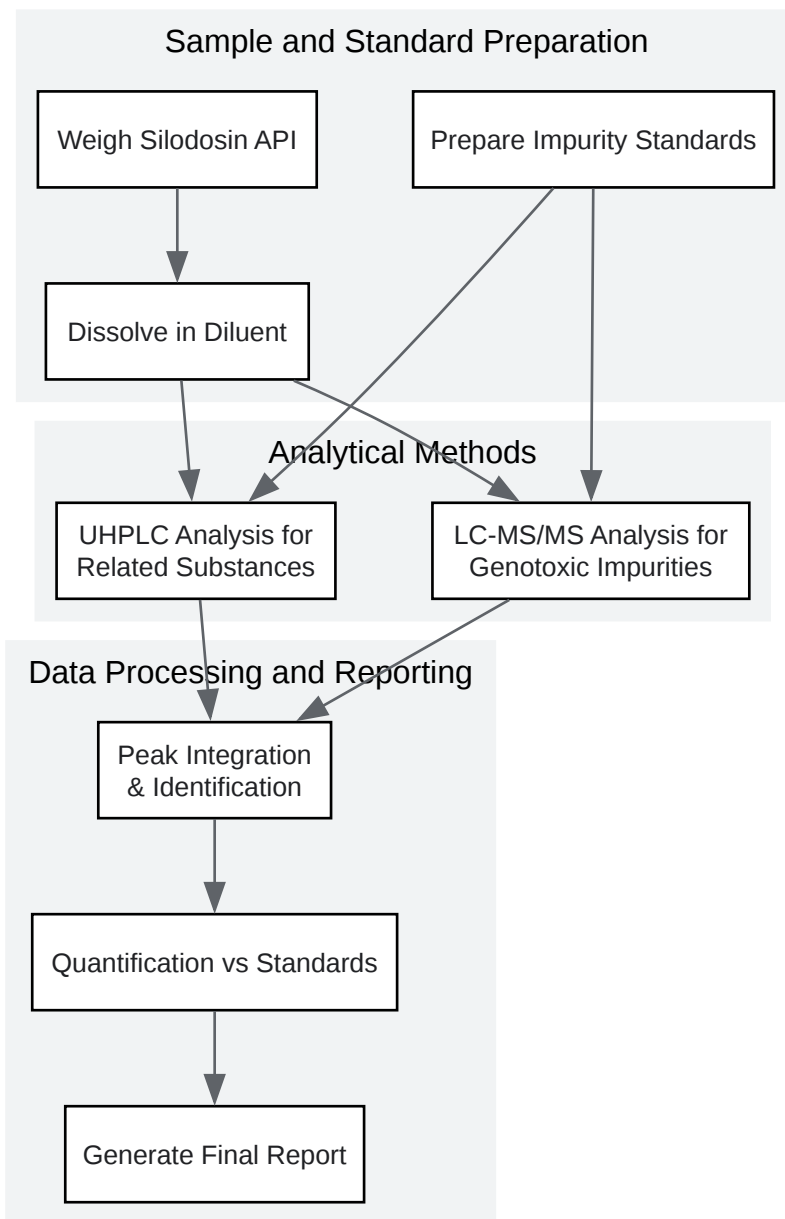 Sample and Standard Preparation
Weigh Silodosin API
Prepare Impurity Standards
Dissolve in Diluent
Analytical Methods
UHPLC Analysis for
Related Substances
LC-MS/MS Analysis for
Genotoxic Impurities
Data Processing and Reporting
Peak Integration
& Identification
Quantification vs Standards
Generate Final Report